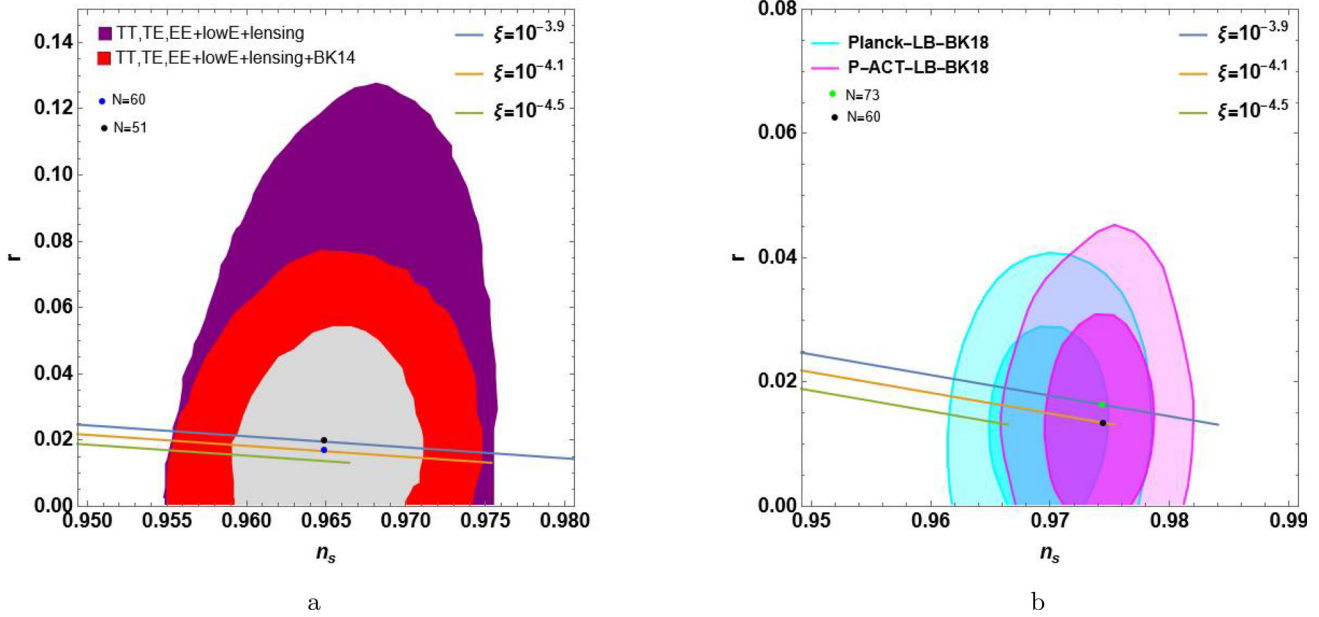 TT,TE,EE+lowE+lensing
TT,TE,EE+lowE+lensing+BK14
N=60
N=51
ξ=10^-3.9
ξ=10^-4.1
ξ=10^-4.5
0.14
0.12
0.10
0.08
0.06
0.04
0.02
0.00
r
0.950 0.955 0.960 0.965 0.970 0.975 0.980
n_s
a
Planck-LB-BK18
P-ACT-LB-BK18
N=73
N=60
ξ=10^-3.9
ξ=10^-4.1
ξ=10^-4.5
0.08
0.06
0.04
0.02
0.00
r
0.95 0.96 0.97 0.98 0.99
n_s
b